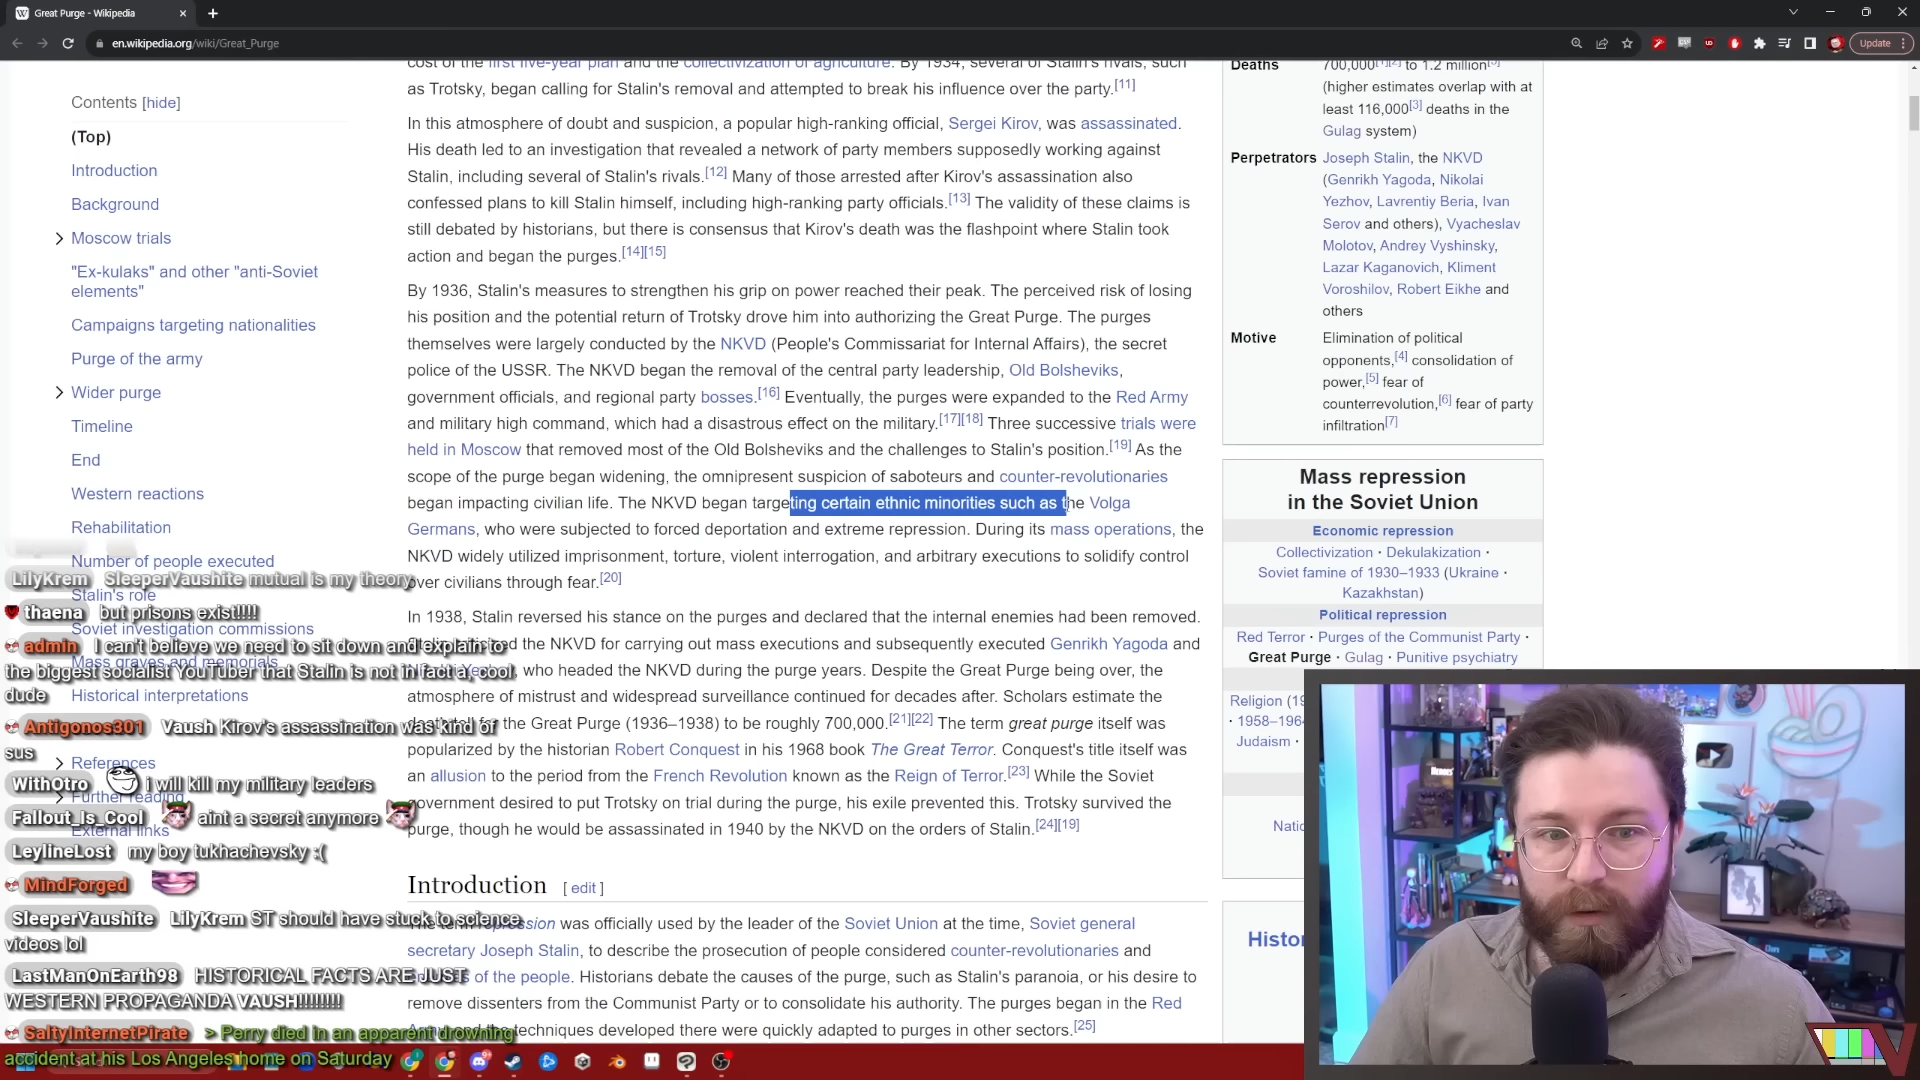 Great Purge - Wikipedia
en.wikipedia.org/wiki/Great_Purge
Update
Contents [hide]
(Top)
Introduction
Background
Moscow trials
"Ex-kulaks" and other "anti-Soviet
elements"
Campaigns targeting nationalities
Purge of the army
Wider purge
Timeline
End
Western reactions
Rehabilitation
Number of people executed
Stalin's role
Soviet investigation commissions
Mass graves and memorials
Historical interpretations
References
Further reading
External links
cost of the first five-year plan and the collectivization of agriculture. By 1934, several of Stalin's rivals, such
as Trotsky, began calling for Stalin's removal and attempted to break his influence over the party.[11]
In this atmosphere of doubt and suspicion, a popular high-ranking official, Sergei Kirov, was assassinated.
His death led to an investigation that revealed a network of party members supposedly working against
Stalin, including several of Stalin's rivals.[12] Many of those arrested after Kirov's assassination also
confessed plans to kill Stalin himself, including high-ranking party officials.[13] The validity of these claims is
still debated by historians, but there is consensus that Kirov's death was the flashpoint where Stalin took
action and began the purges.[14][15]
By 1936, Stalin's measures to strengthen his grip on power reached their peak. The perceived risk of losing
his position and the potential return of Trotsky drove him into authorizing the Great Purge. The purges
themselves were largely conducted by the NKVD (People's Commissariat for Internal Affairs), the secret
police of the USSR. The NKVD began the removal of the central party leadership, Old Bolsheviks,
government officials, and regional party bosses.[16] Eventually, the purges were expanded to the Red Army
and military high command, which had a disastrous effect on the military.[17][18] Three successive trials were
held in Moscow that removed most of the Old Bolsheviks and the challenges to Stalin's position.[19] As the
scope of the purge began widening, the omnipresent suspicion of saboteurs and counter-revolutionaries
began impacting civilian life. The NKVD began targeting certain ethnic minorities such as the Volga
Germans, who were subjected to forced deportation and extreme repression. During its mass operations, the
NKVD widely utilized imprisonment, torture, violent interrogation, and arbitrary executions to solidify control
over civilians through fear.[20]
In 1938, Stalin reversed his stance on the purges and declared that the internal enemies had been removed.
the NKVD for carrying out mass executions and subsequently executed Genrikh Yagoda and
, who headed the NKVD during the purge years. Despite the Great Purge being over, the
atmosphere of mistrust and widespread surveillance continued for decades after. Scholars estimate the
the Great Purge (1936–1938) to be roughly 700,000.[21][22] The term great purge itself was
popularized by the historian Robert Conquest in his 1968 book The Great Terror. Conquest's title itself was
an allusion to the period from the French Revolution known as the Reign of Terror.[23] While the Soviet
government desired to put Trotsky on trial during the purge, his exile prevented this. Trotsky survived the
purge, though he would be assassinated in 1940 by the NKVD on the orders of Stalin.[24][19]
Introduction [ edit ]
was officially used by the leader of the Soviet Union at the time, Soviet general
secretary Joseph Stalin, to describe the prosecution of people considered counter-revolutionaries and
of the people. Historians debate the causes of the purge, such as Stalin's paranoia, or his desire to
remove dissenters from the Communist Party or to consolidate his authority. The purges began in the Red
techniques developed there were quickly adapted to purges in other sectors.[25]
Deaths 700,000[1][2] to 1.2 million[3]
(higher estimates overlap with at
least 116,000[3] deaths in the
Gulag system)
Perpetrators Joseph Stalin, the NKVD
(Genrikh Yagoda, Nikolai
Yezhov, Lavrentiy Beria, Ivan
Serov and others), Vyacheslav
Molotov, Andrey Vyshinsky,
Lazar Kaganovich, Kliment
Voroshilov, Robert Eikhe and
others
Motive Elimination of political
opponents,[4] consolidation of
power,[5] fear of
counterrevolution,[6] fear of party
infiltration[7]
Mass repression
in the Soviet Union
Economic repression
Collectivization · Dekulakization ·
Soviet famine of 1930–1933 (Ukraine ·
Kazakhstan)
Political repression
Red Terror · Purges of the Communist Party ·
Great Purge · Gulag · Punitive psychiatry
Religion (19
· 1958–1964
Judaism ·
Natio
Histor
LilyKrem SleeperVaushite mutual is my theory
thaena but prisons exist!!!!
admin I can't believe we need to sit down and explain to
the biggest socialist YouTuber that Stalin is not in fact a, cool
dude
Antigonos301 Vaush Kirov's assassination was kind of
sus
WithOtro i will kill my military leaders
Fallout_Is_Cool aint a secret anymore
LeylineLost my boy tukhachevsky :(
MindForged
SleeperVaushite LilyKrem ST should have stuck to science
videos lol
LastManOnEarth98 HISTORICAL FACTS ARE JUST
WESTERN PROPAGANDA VAUSH!!!!!!!!!
SaltyInternetPirate > Perry died in an apparent drowning
accident at his Los Angeles home on Saturday